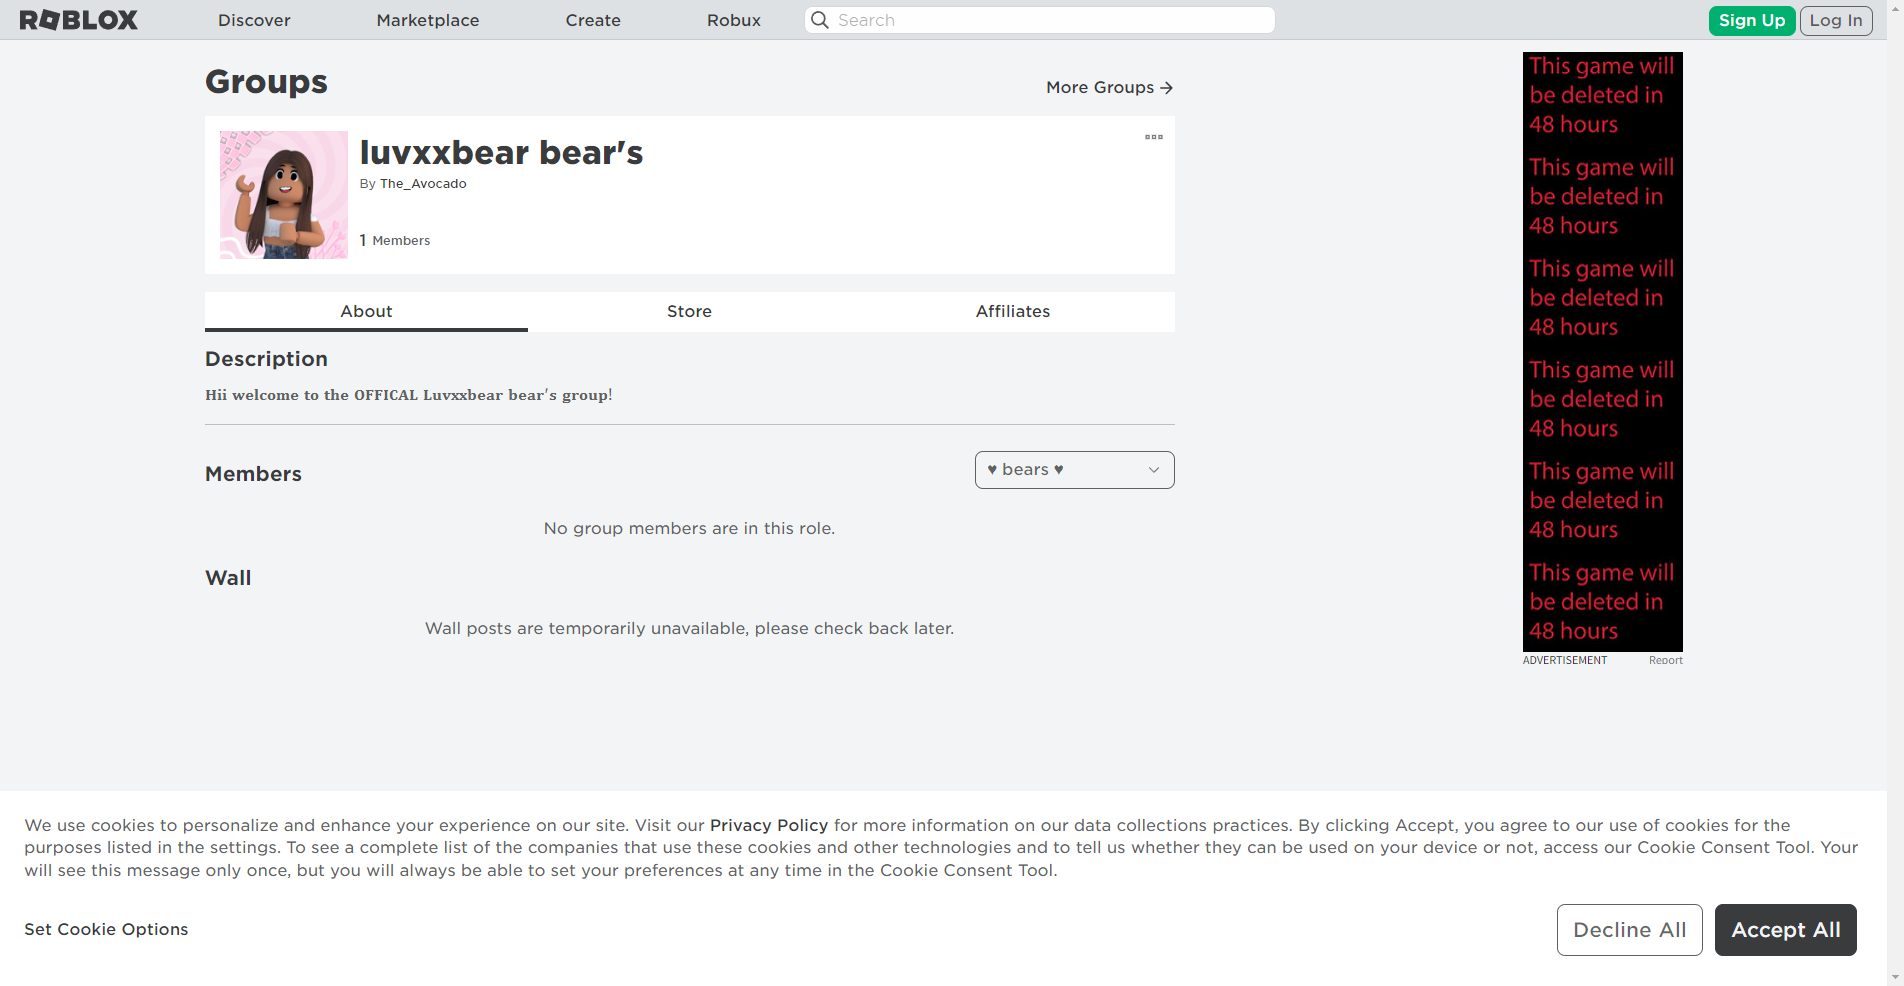 ROBLOX
Discover
Marketplace
Create
Robux
Search
Sign Up
Log In
Groups
More Groups
luvxxbear bear's
By The_Avocado
1 Members
About
Store
Affiliates
Description
Hii welcome to the OFFICAL Luvxxbear bear's group!
Members
♥ bears ♥
No group members are in this role.
Wall
Wall posts are temporarily unavailable, please check back later.
This game will
be deleted in
48 hours
This game will
be deleted in
48 hours
This game will
be deleted in
48 hours
This game will
be deleted in
48 hours
This game will
be deleted in
48 hours
This game will
be deleted in
48 hours
ADVERTISEMENT
Report
We use cookies to personalize and enhance your experience on our site. Visit our Privacy Policy for more information on our data collections practices. By clicking Accept, you agree to our use of cookies for the
purposes listed in the settings. To see a complete list of the companies that use these cookies and other technologies and to tell us whether they can be used on your device or not, access our Cookie Consent Tool. Your
will see this message only once, but you will always be able to set your preferences at any time in the Cookie Consent Tool.
Set Cookie Options
Decline All
Accept All